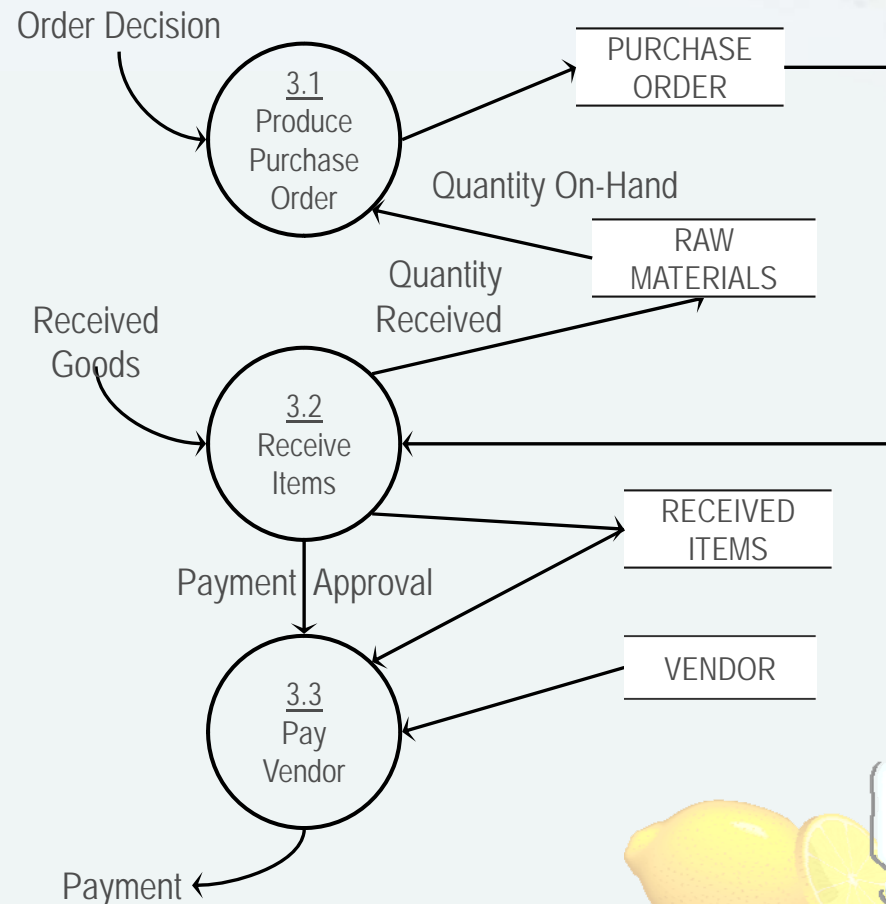 Order Decision
PURCHASE
ORDER
3.1
Produce
Purchase
Order
Quantity On-Hand
RAW
MATERIALS
Quantity
Received
Received
Goods
3.2
Receive
Items
RECEIVED
ITEMS
Payment Approval
VENDOR
3.3
Pay
Vendor
Payment